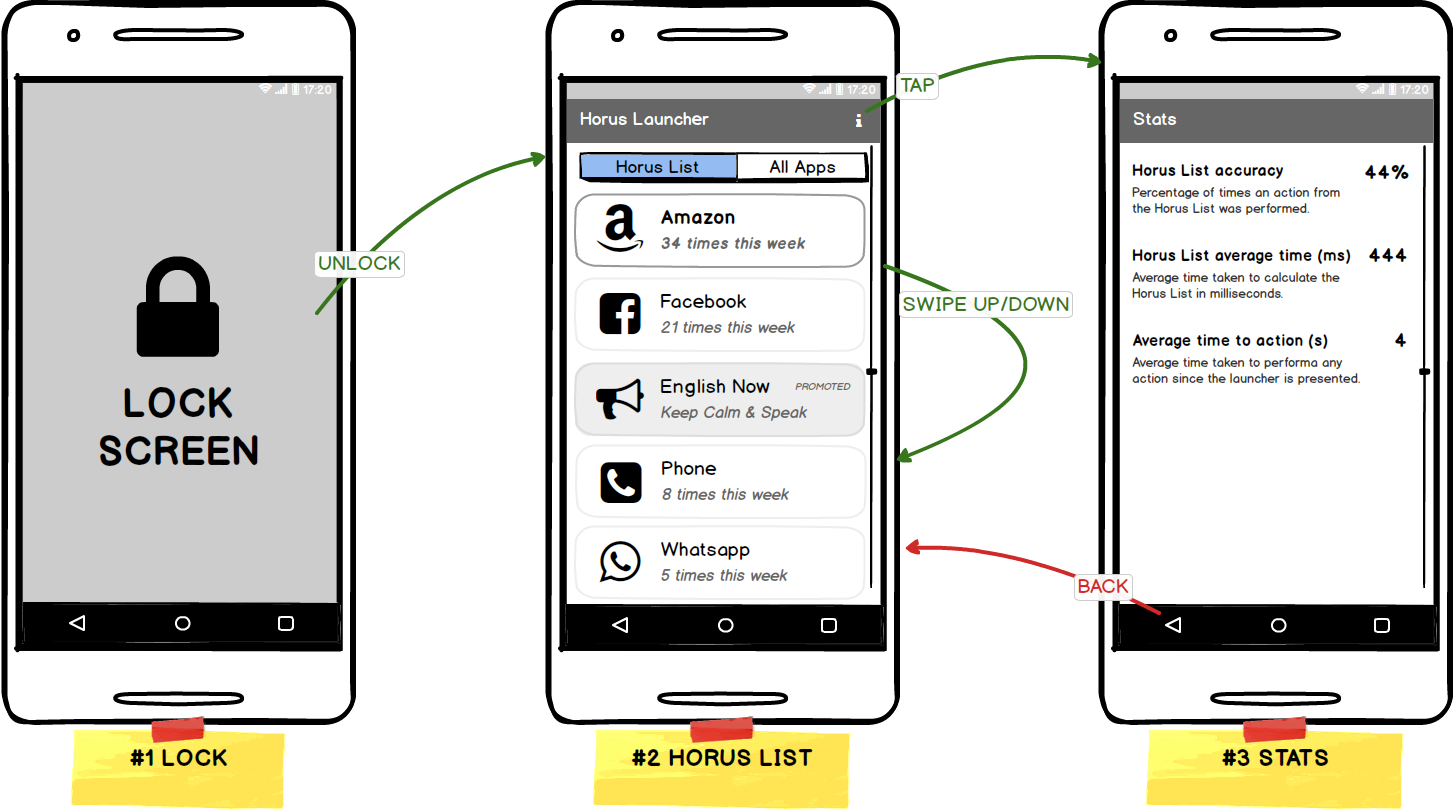 17:20
LOCK
SCREEN
#1 LOCK
UNLOCK
17:20
Horus Launcher
i
Horus List
All Apps
Amazon
34 times this week
Facebook
21 times this week
English Now
PROMOTED
Keep Calm & Speak
Phone
8 times this week
Whatsapp
5 times this week
#2 HORUS LIST
TAP
SWIPE UP/DOWN
BACK
17:20
Stats
Horus List accuracy
44%
Percentage of times an action from
the Horus List was performed.
Horus List average time (ms)
444
Average time taken to calculate the
Horus List in milliseconds.
Average time to action (s)
4
Average time taken to performa any
action since the launcher is presented.
#3 STATS